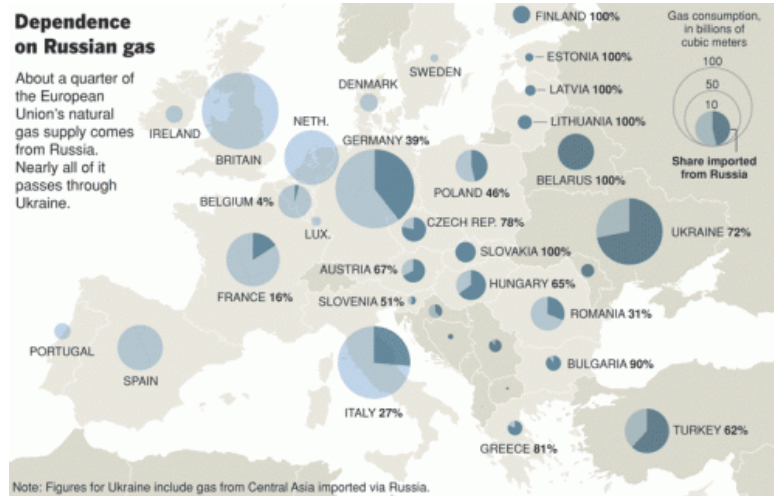 Dependence
on Russian gas
About a quarter of
the European
Union's natural
gas supply comes
from Russia.
Nearly all of it
passes through
Ukraine.
Gas consumption,
in billions of
cubic meters
100
50
10
Share imported
from Russia
FINLAND 100%
ESTONIA 100%
LATVIA 100%
LITHUANIA 100%
SWEDEN
DENMARK
IRELAND
BRITAIN
NETH.
GERMANY 39%
BELARUS 100%
POLAND 46%
BELGIUM 4%
LUX.
CZECH REP. 78%
UKRAINE 72%
SLOVAKIA 100%
AUSTRIA 67%
HUNGARY 65%
FRANCE 16%
SLOVENIA 51%
ROMANIA 31%
PORTUGAL
SPAIN
BULGARIA 90%
ITALY 27%
TURKEY 62%
GREECE 81%
Note: Figures for Ukraine include gas from Central Asia imported via Russia.